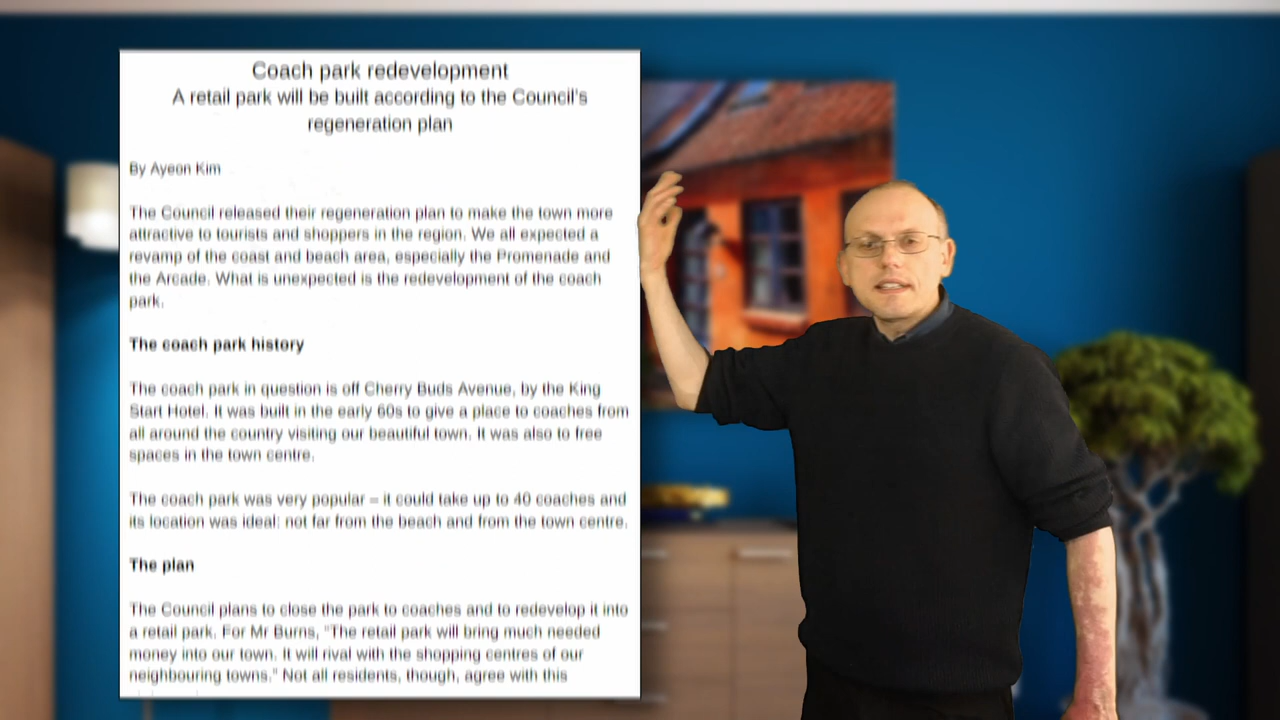 Coach park redevelopment
A retail park will be built according to the Council's
regeneration plan
By Ayeon Kim
The Council released their regeneration plan to make the town more
attractive to tourists and shoppers in the region. We all expected a
revamp of the coast and beach area, especially the Promenade and
the Arcade. What is unexpected is the redevelopment of the coach
park.
The coach park history
The coach park in question is off Cherry Buds Avenue, by the King
Start Hotel. It was built in the early 60s to give a place to coaches from
all around the country visiting our beautiful town. It was also to free
spaces in the town centre.
The coach park was very popular – it could take up to 40 coaches and
its location was ideal: not far from the beach and from the town centre.
The plan
The Council plans to close the park to coaches and to redevelop it into
a retail park. For Mr Burns, "The retail park will bring much needed
money into our town. It will rival with the shopping centres of our
neighbouring towns." Not all residents, though, agree with this